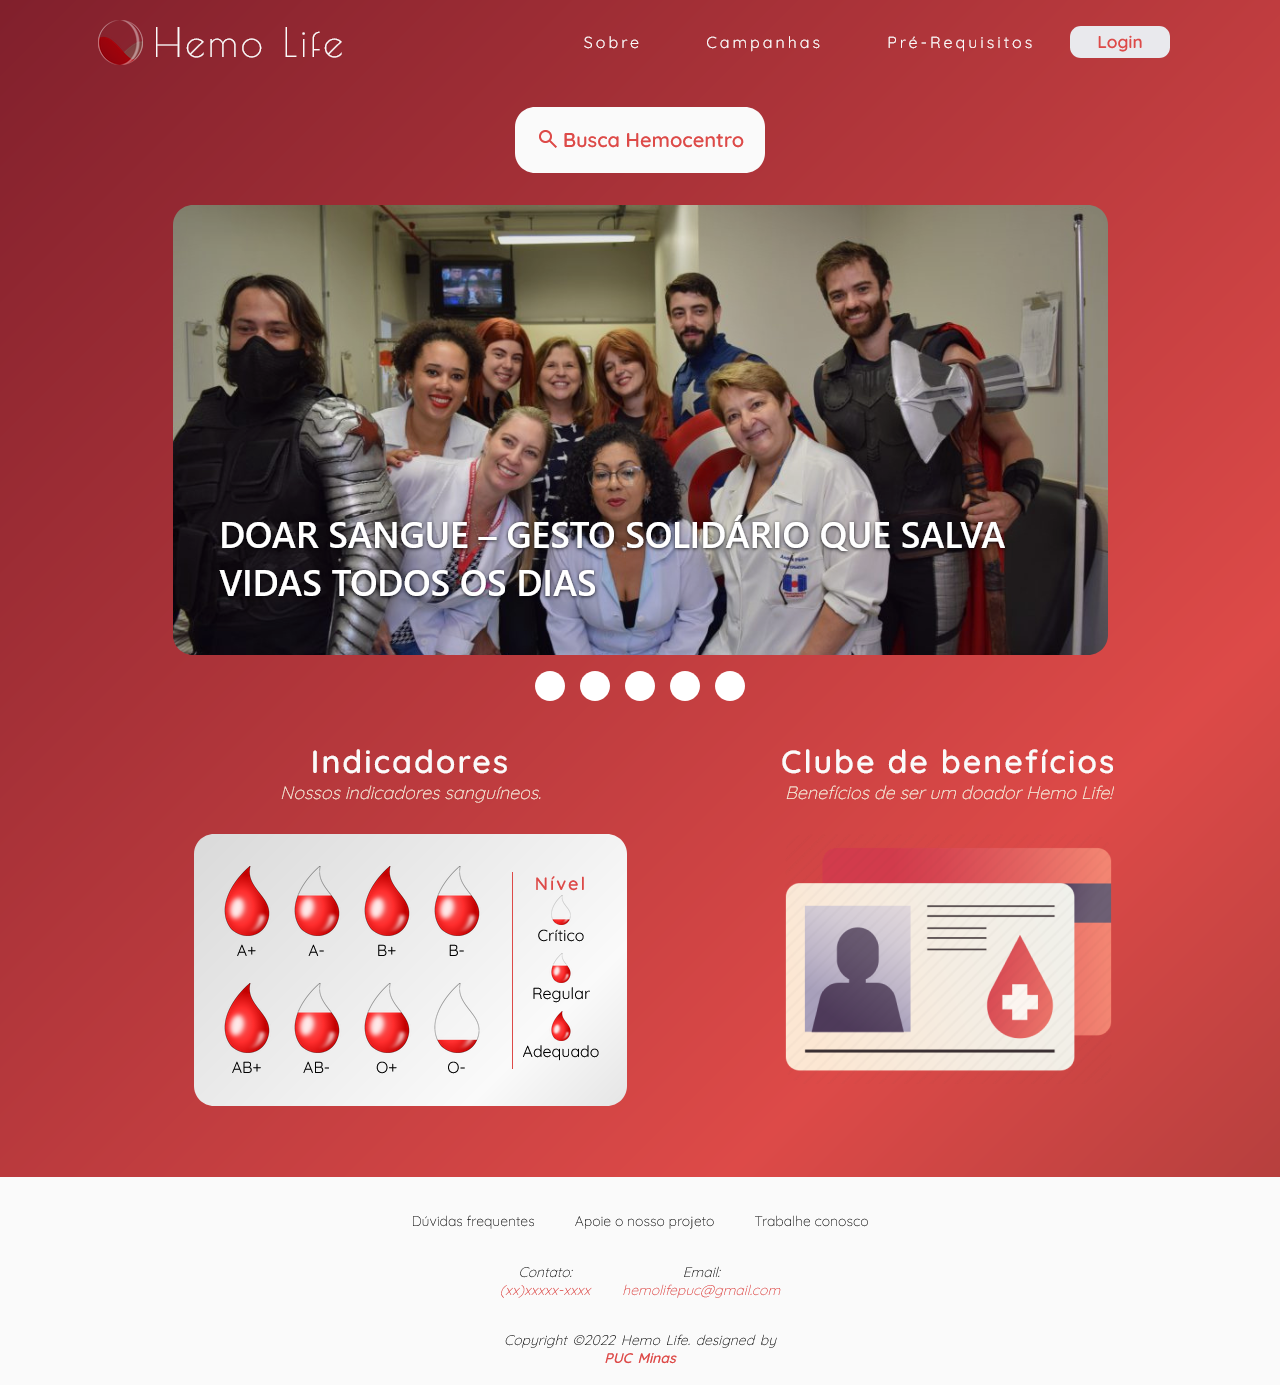 Hemo Life
Sobre
Campanhas
Pré-Requisitos
Login
Busca Hemocentro
DOAR SANGUE – GESTO SOLIDÁRIO QUE SALVA
VIDAS TODOS OS DIAS
Indicadores
Nossos indicadores sanguíneos.
A+
A-
B+
B-
AB+
AB-
O+
O-
Nível
Crítico
Regular
Adequado
Clube de benefícios
Benefícios de ser um doador Hemo Life!
Dúvidas frequentes
Apoie o nosso projeto
Trabalhe conosco
Contato:
(xx)xxxxx-xxxx
Email:
hemolifepuc@gmail.com
Copyright ©2022 Hemo Life. designed by
PUC Minas